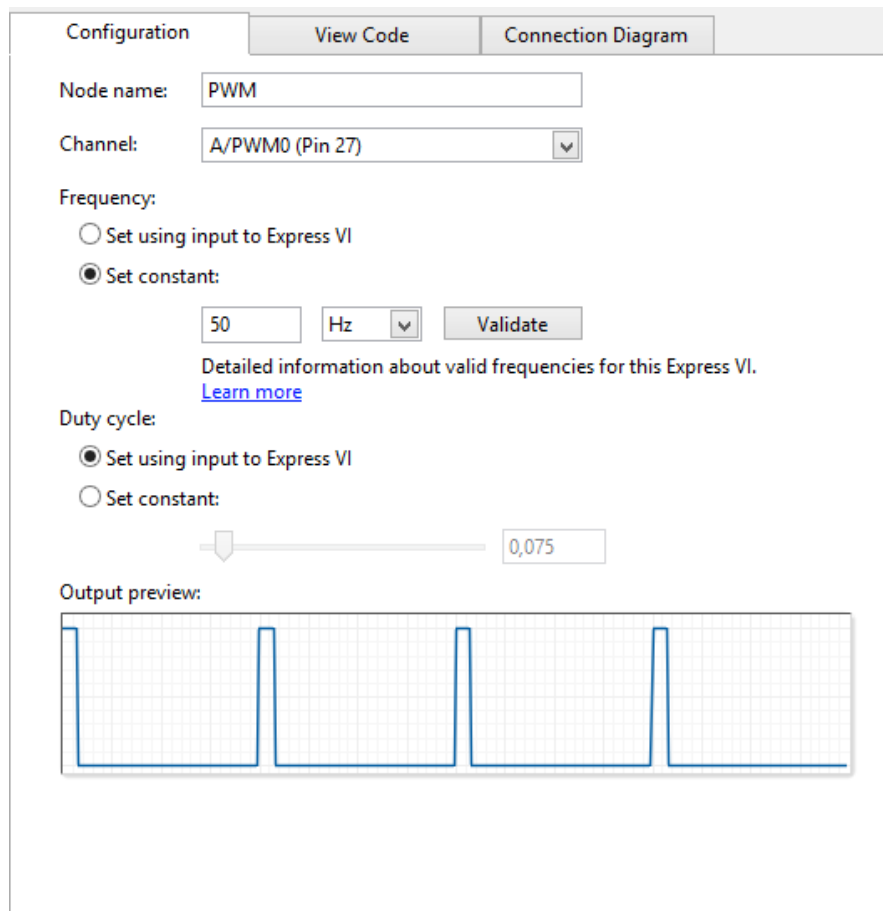 Configuration View Code Connection Diagram
Node name: PWM
Channel: A/PWM0 (Pin 27)
Frequency:
Set using input to Express VI
Set constant:
50 Hz Validate
Detailed information about valid frequencies for this Express VI.
Learn more
Duty cycle:
Set using input to Express VI
Set constant:
0,075
Output preview: